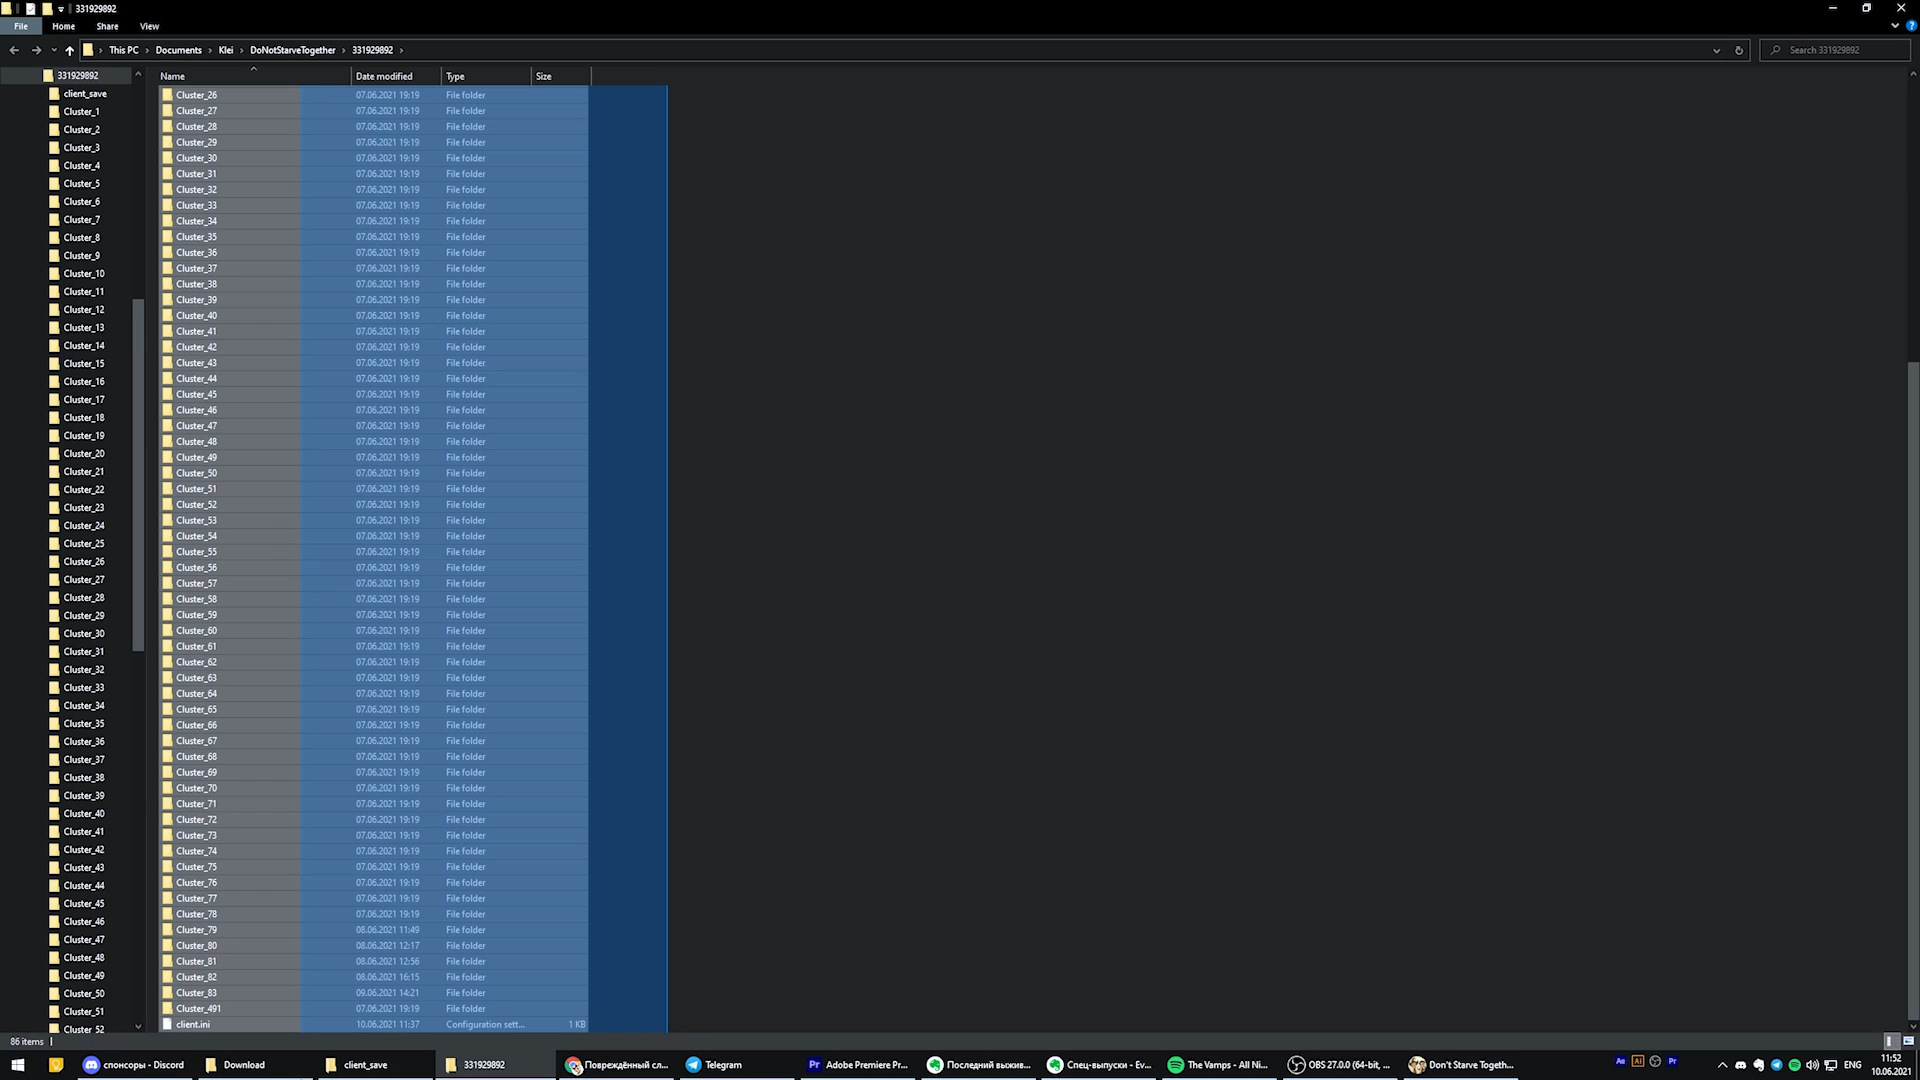 331929892
File Home Share View
This PC › Documents › Klei › DoNotStarveTogether › 331929892 ›
Search 331929892
331929892
client_save
Cluster_1
Cluster_2
Cluster_3
Cluster_4
Cluster_5
Cluster_6
Cluster_7
Cluster_8
Cluster_9
Cluster_10
Cluster_11
Cluster_12
Cluster_13
Cluster_14
Cluster_15
Cluster_16
Cluster_17
Cluster_18
Cluster_19
Cluster_20
Cluster_21
Cluster_22
Cluster_23
Cluster_24
Cluster_25
Cluster_26
Cluster_27
Cluster_28
Cluster_29
Cluster_30
Cluster_31
Cluster_32
Cluster_33
Cluster_34
Cluster_35
Cluster_36
Cluster_37
Cluster_38
Cluster_39
Cluster_40
Cluster_41
Cluster_42
Cluster_43
Cluster_44
Cluster_45
Cluster_46
Cluster_47
Cluster_48
Cluster_49
Cluster_50
Cluster_51
Cluster_52
Name Date modified Type Size
Cluster_26 07.06.2021 19:19 File folder
Cluster_27 07.06.2021 19:19 File folder
Cluster_28 07.06.2021 19:19 File folder
Cluster_29 07.06.2021 19:19 File folder
Cluster_30 07.06.2021 19:19 File folder
Cluster_31 07.06.2021 19:19 File folder
Cluster_32 07.06.2021 19:19 File folder
Cluster_33 07.06.2021 19:19 File folder
Cluster_34 07.06.2021 19:19 File folder
Cluster_35 07.06.2021 19:19 File folder
Cluster_36 07.06.2021 19:19 File folder
Cluster_37 07.06.2021 19:19 File folder
Cluster_38 07.06.2021 19:19 File folder
Cluster_39 07.06.2021 19:19 File folder
Cluster_40 07.06.2021 19:19 File folder
Cluster_41 07.06.2021 19:19 File folder
Cluster_42 07.06.2021 19:19 File folder
Cluster_43 07.06.2021 19:19 File folder
Cluster_44 07.06.2021 19:19 File folder
Cluster_45 07.06.2021 19:19 File folder
Cluster_46 07.06.2021 19:19 File folder
Cluster_47 07.06.2021 19:19 File folder
Cluster_48 07.06.2021 19:19 File folder
Cluster_49 07.06.2021 19:19 File folder
Cluster_50 07.06.2021 19:19 File folder
Cluster_51 07.06.2021 19:19 File folder
Cluster_52 07.06.2021 19:19 File folder
Cluster_53 07.06.2021 19:19 File folder
Cluster_54 07.06.2021 19:19 File folder
Cluster_55 07.06.2021 19:19 File folder
Cluster_56 07.06.2021 19:19 File folder
Cluster_57 07.06.2021 19:19 File folder
Cluster_58 07.06.2021 19:19 File folder
Cluster_59 07.06.2021 19:19 File folder
Cluster_60 07.06.2021 19:19 File folder
Cluster_61 07.06.2021 19:19 File folder
Cluster_62 07.06.2021 19:19 File folder
Cluster_63 07.06.2021 19:19 File folder
Cluster_64 07.06.2021 19:19 File folder
Cluster_65 07.06.2021 19:19 File folder
Cluster_66 07.06.2021 19:19 File folder
Cluster_67 07.06.2021 19:19 File folder
Cluster_68 07.06.2021 19:19 File folder
Cluster_69 07.06.2021 19:19 File folder
Cluster_70 07.06.2021 19:19 File folder
Cluster_71 07.06.2021 19:19 File folder
Cluster_72 07.06.2021 19:19 File folder
Cluster_73 07.06.2021 19:19 File folder
Cluster_74 07.06.2021 19:19 File folder
Cluster_75 07.06.2021 19:19 File folder
Cluster_76 07.06.2021 19:19 File folder
Cluster_77 07.06.2021 19:19 File folder
Cluster_78 07.06.2021 19:19 File folder
Cluster_79 08.06.2021 11:49 File folder
Cluster_80 08.06.2021 12:17 File folder
Cluster_81 08.06.2021 12:56 File folder
Cluster_82 08.06.2021 16:15 File folder
Cluster_83 09.06.2021 14:21 File folder
Cluster_491 07.06.2021 19:19 File folder
client.ini 10.06.2021 11:37 Configuration sett... 1 KB
86 items
спонсоры - Discord Download client_save 331929892 Повреждённый сл... Telegram Pr Adobe Premiere Pr... Последний выжив... Спец-выпуски - Ev... The Vamps - All Ni... OBS 27.0.0 (64-bit, ... Don't Starve Togeth... Ae Ai Pr ENG
11:52
10.06.2021